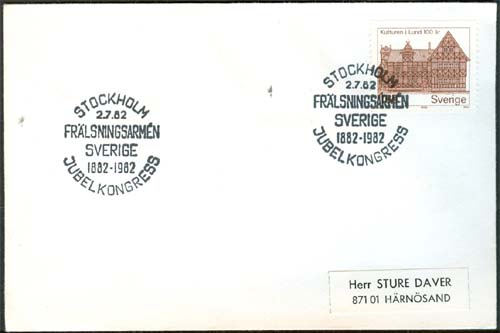 Kulturen i Lund 100 år
Sverige
STOCKHOLM
2.7.82
FRÄLSNINGSARMÉN
SVERIGE
1882-1982
JUBELKONGRESS
STOCKHOLM
2.7.82
FRÄLSNINGSARMÉN
SVERIGE
1882-1982
JUBELKONGRESS
Herr STURE DAVER
871 01 HÄRNÖSAND